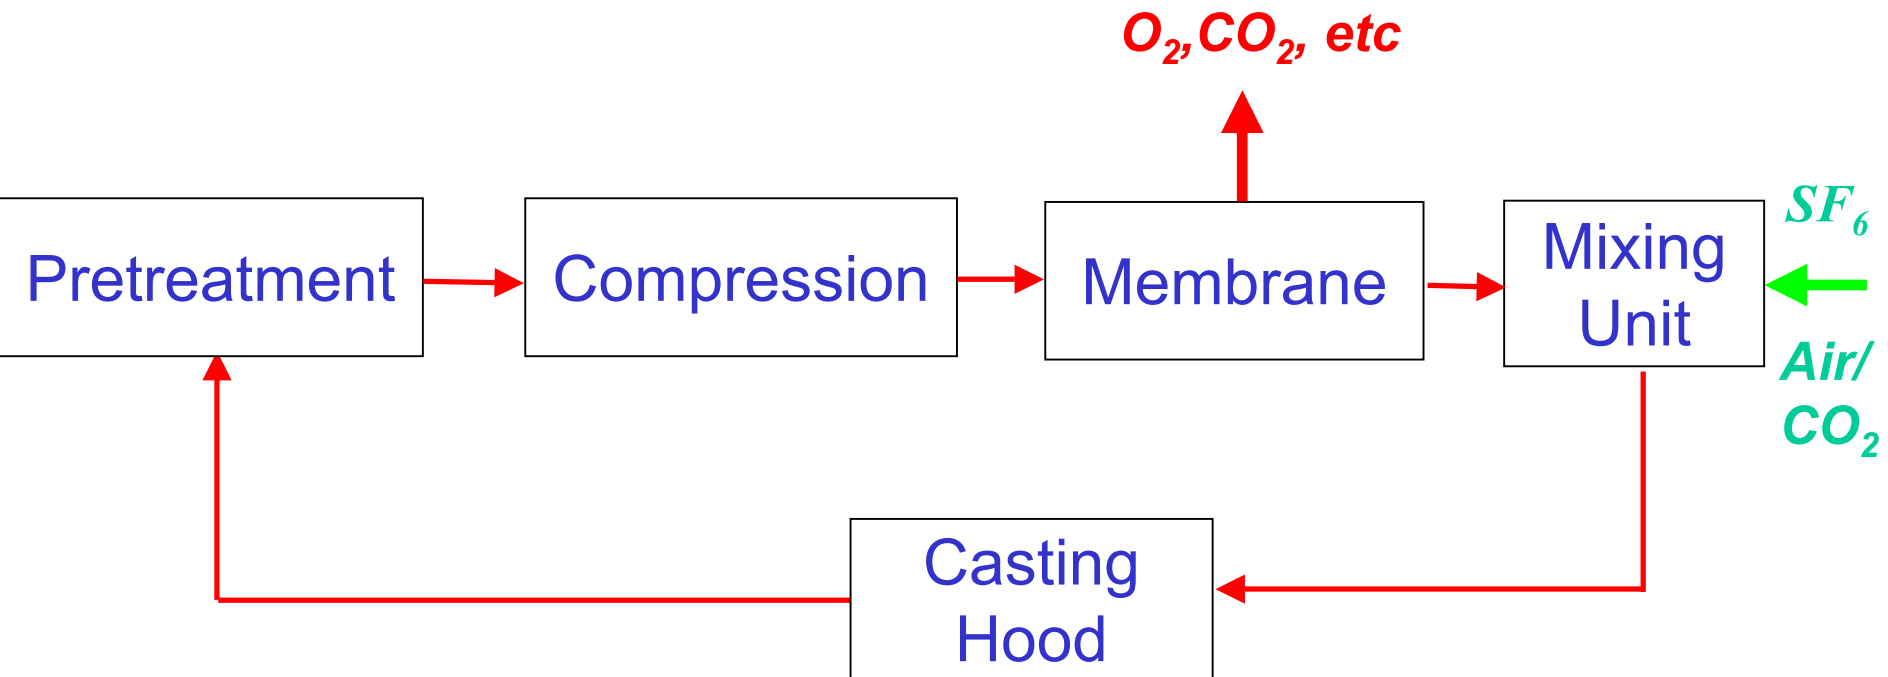 O₂,CO₂, etc
Pretreatment
Compression
Membrane
Mixing
Unit
SF₆
Air/
CO₂
Casting
Hood